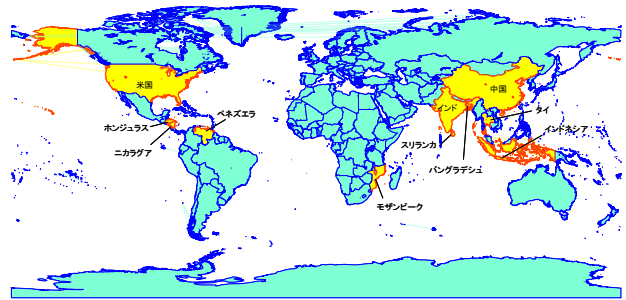 米国
中国
ベネズエラ
インド
タイ
ホンジュラス
インドネシア
スリランカ
ニカラグア
バングラデシュ
モザンビーク